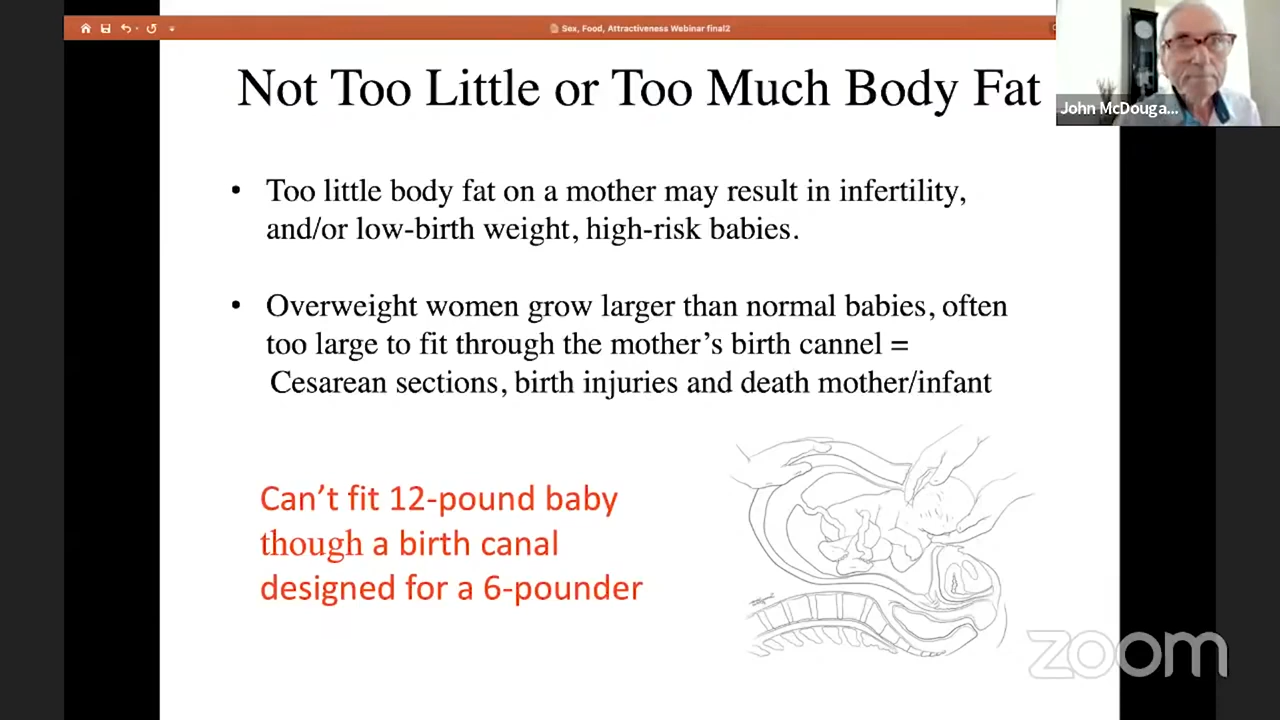 Sex, Food, Attractiveness Webinar final2
Not Too Little or Too Much Body Fat
John McDouga...
• Too little body fat on a mother may result in infertility,
and/or low-birth weight, high-risk babies.
• Overweight women grow larger than normal babies, often
too large to fit through the mother’s birth cannel =
Cesarean sections, birth injuries and death mother/infant
Can’t fit 12-pound baby
though a birth canal
designed for a 6-pounder
zoom